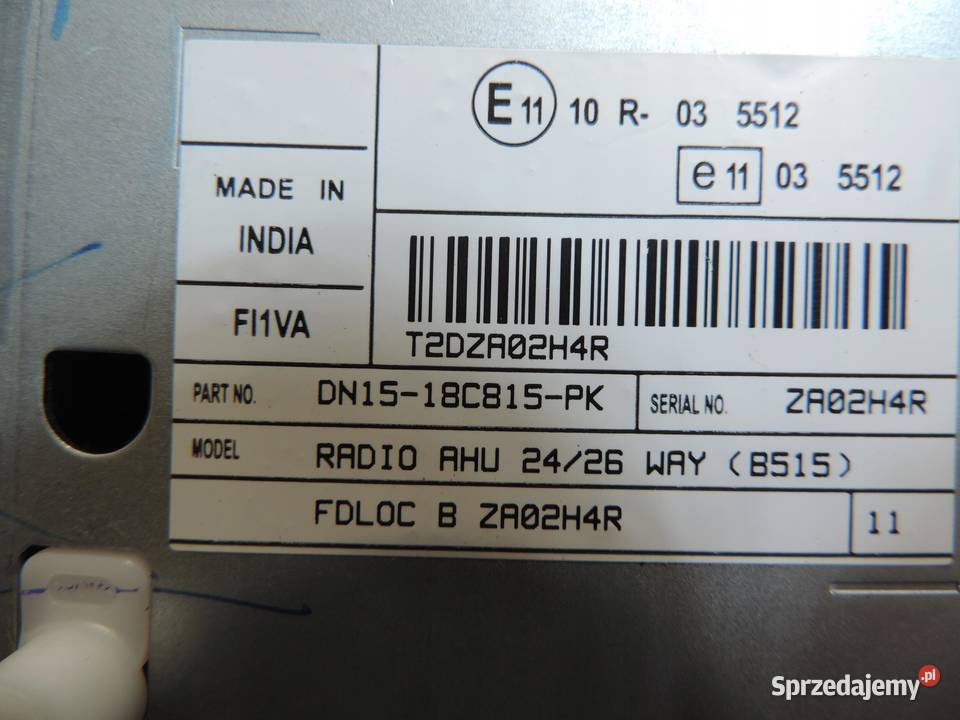 E 11 10 R- 03 5512
e 11 03 5512
MADE IN
INDIA
FI1VA
T2DZA02H4R
PART NO. DN15-18C815-PK SERIAL NO. ZA02H4R
MODEL RADIO AHU 24/26 WAY (B515)
FDLOC B ZA02H4R 11
Sprzedajemy.pl